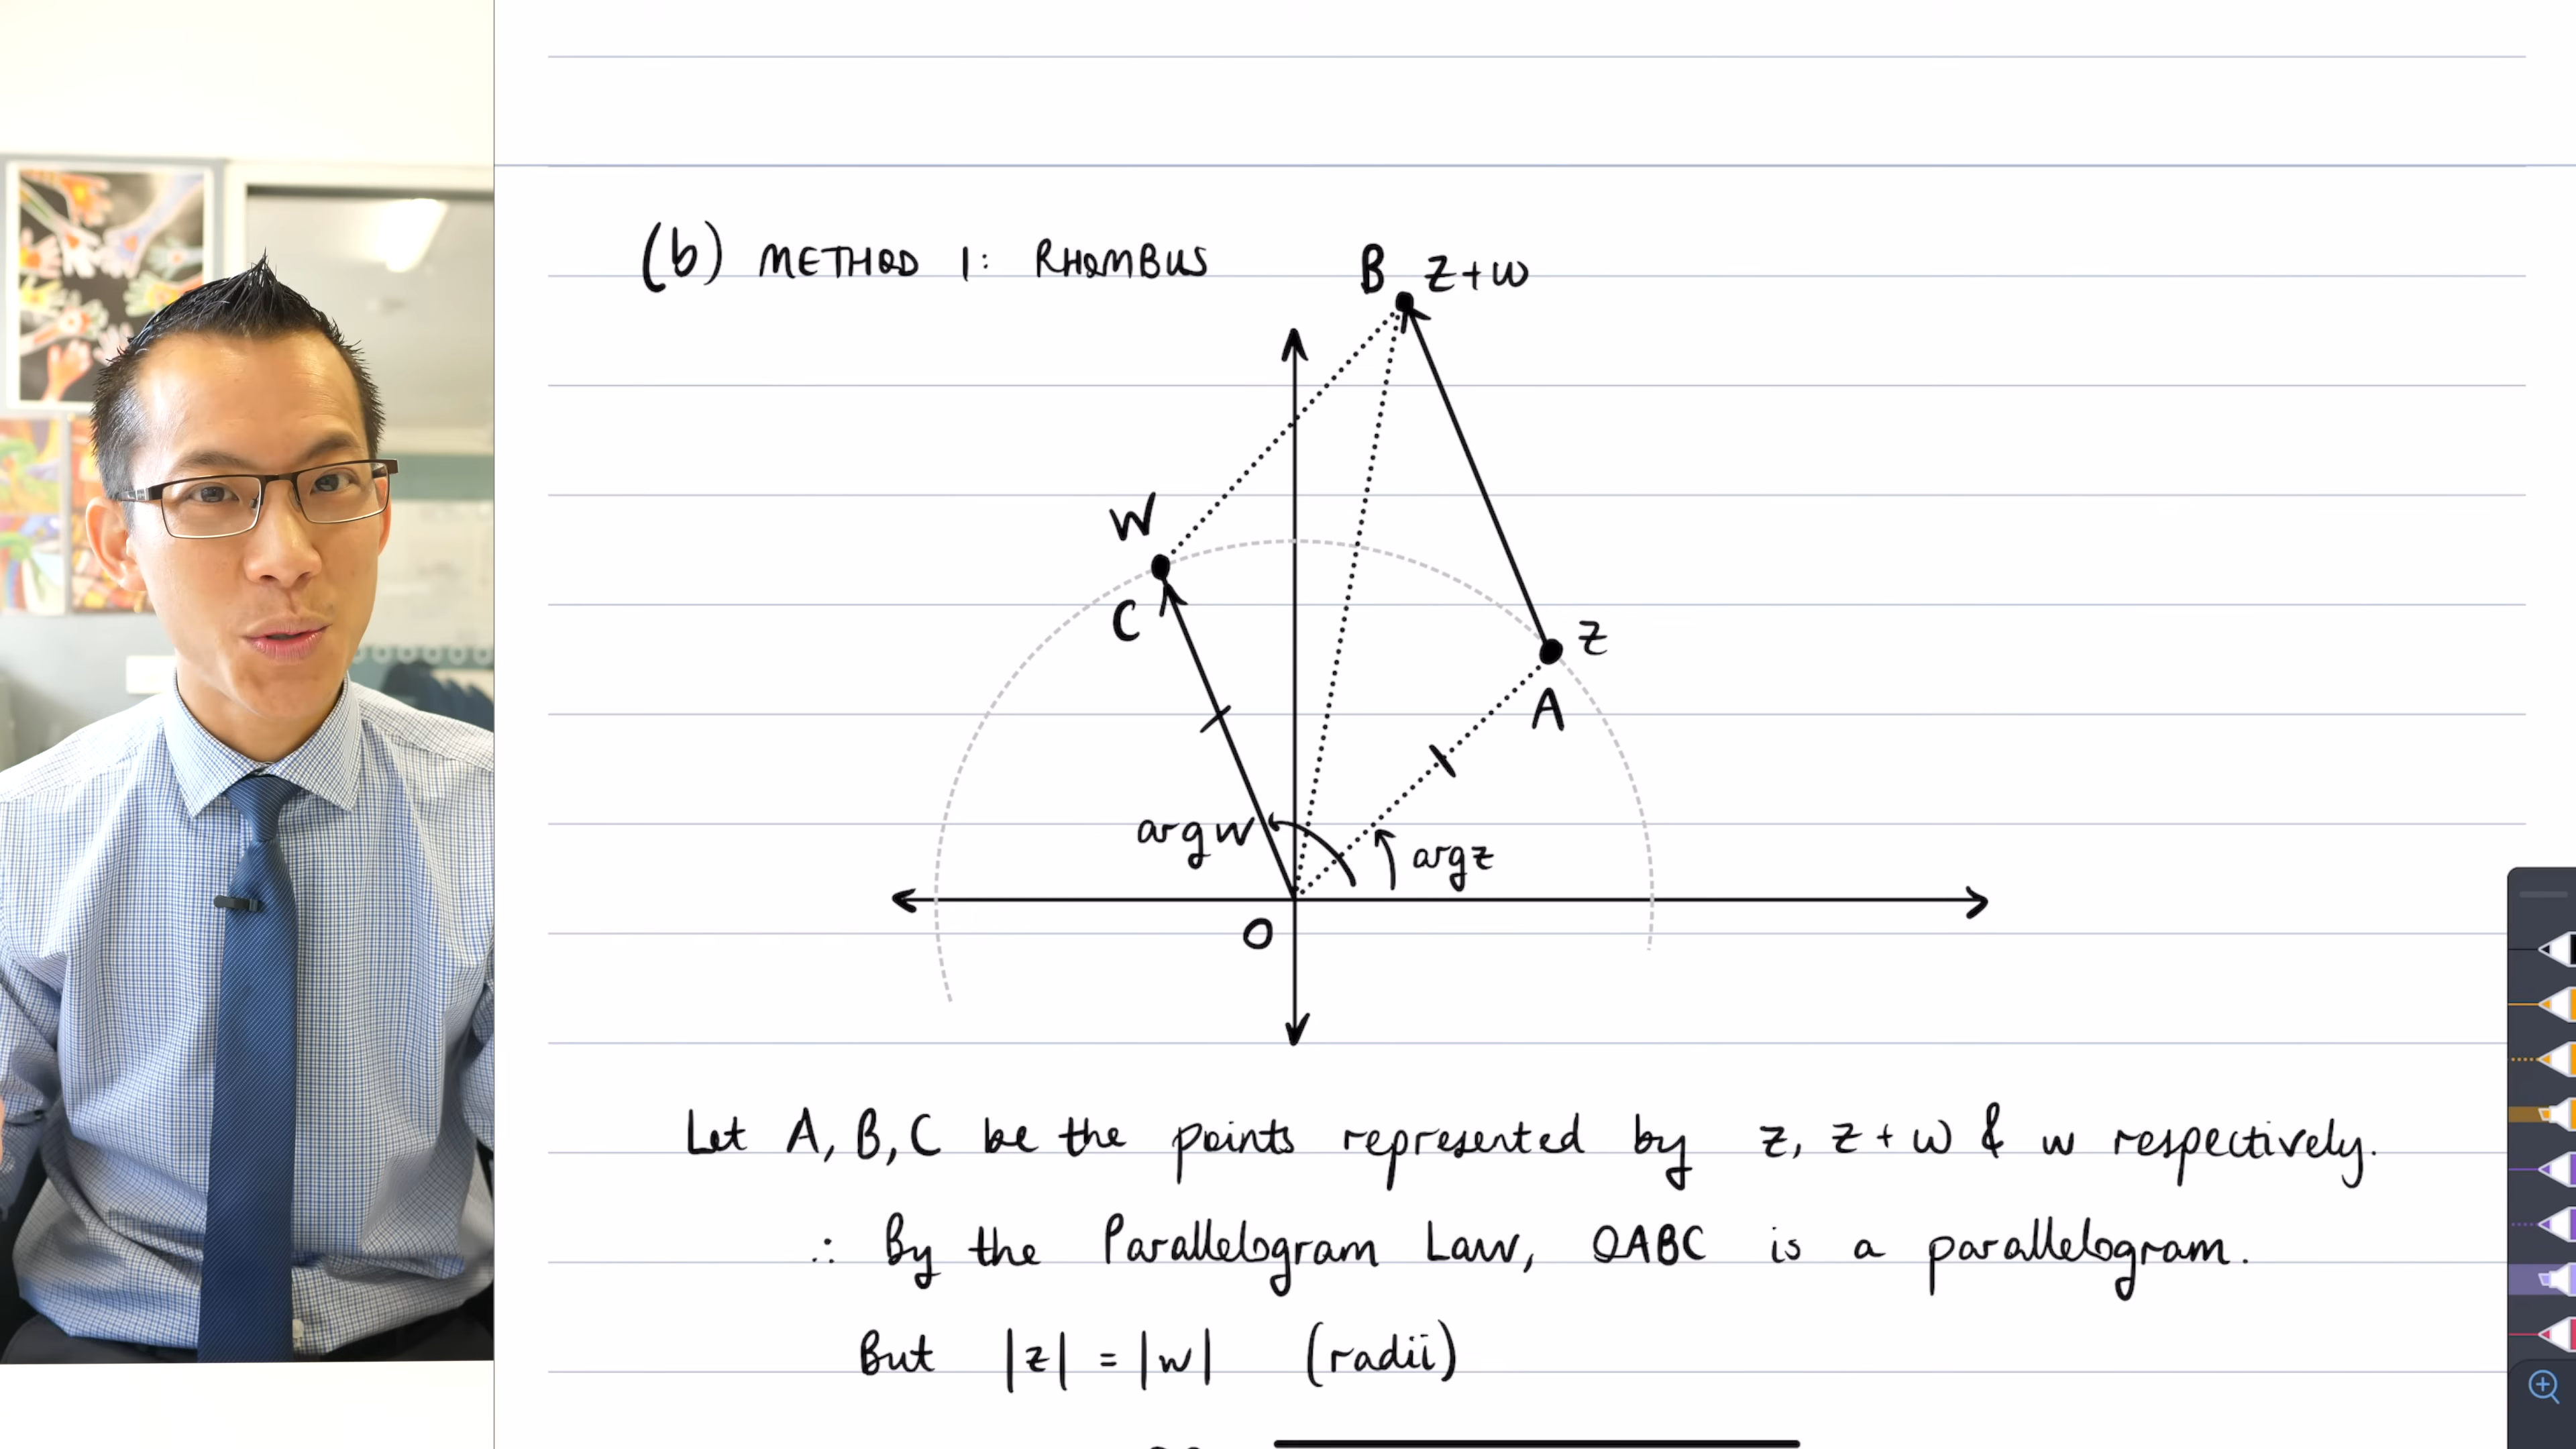 (b) METHOD 1: RHOMBUS
B z+w
W
C
z
A
arg w
arg z
O
Let A, B, C be the points represented by z, z + w & w respectively.
∴ By the Parallelogram Law, OABC is a parallelogram.
But |z| = |w| (radii)